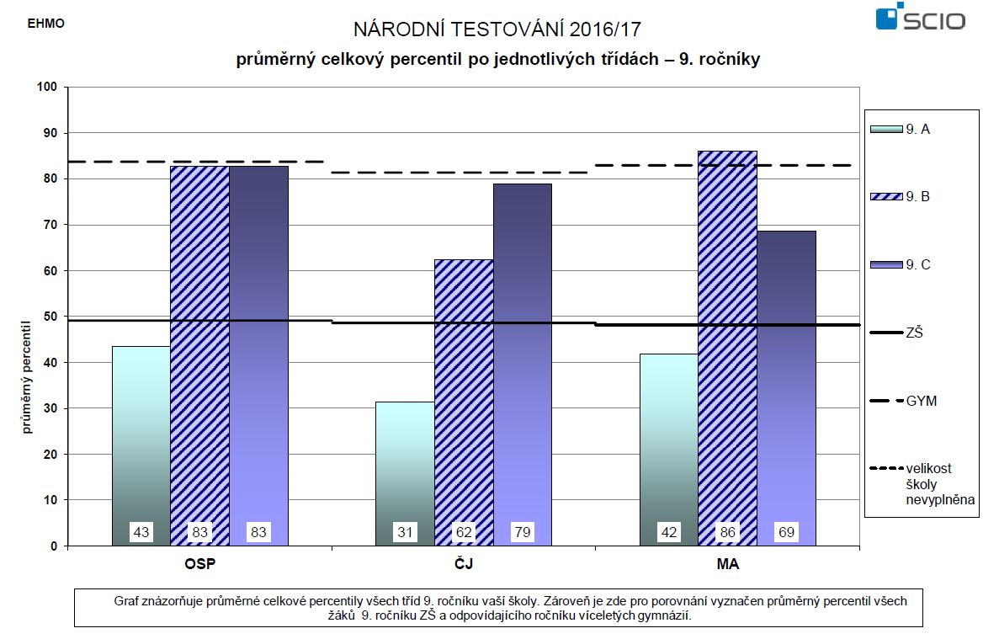 EHMO
NÁRODNÍ TESTOVÁNÍ 2016/17
SCIO
průměrný celkový percentil po jednotlivých třídách – 9. ročníky
průměrný percentil
100
90
80
70
60
50
40
30
20
10
0
43
83
83
31
62
79
42
86
69
OSP
ČJ
MA
9. A
9. B
9. C
ZŠ
GYM
velikost
školy
nevyplněna
Graf znázorňuje průměrné celkové percentily všech tříd 9. ročníku vaší školy. Zároveň je zde pro porovnání vyznačen průměrný percentil všech
žáků 9. ročníku ZŠ a odpovídajícího ročníku víceletých gymnázií.